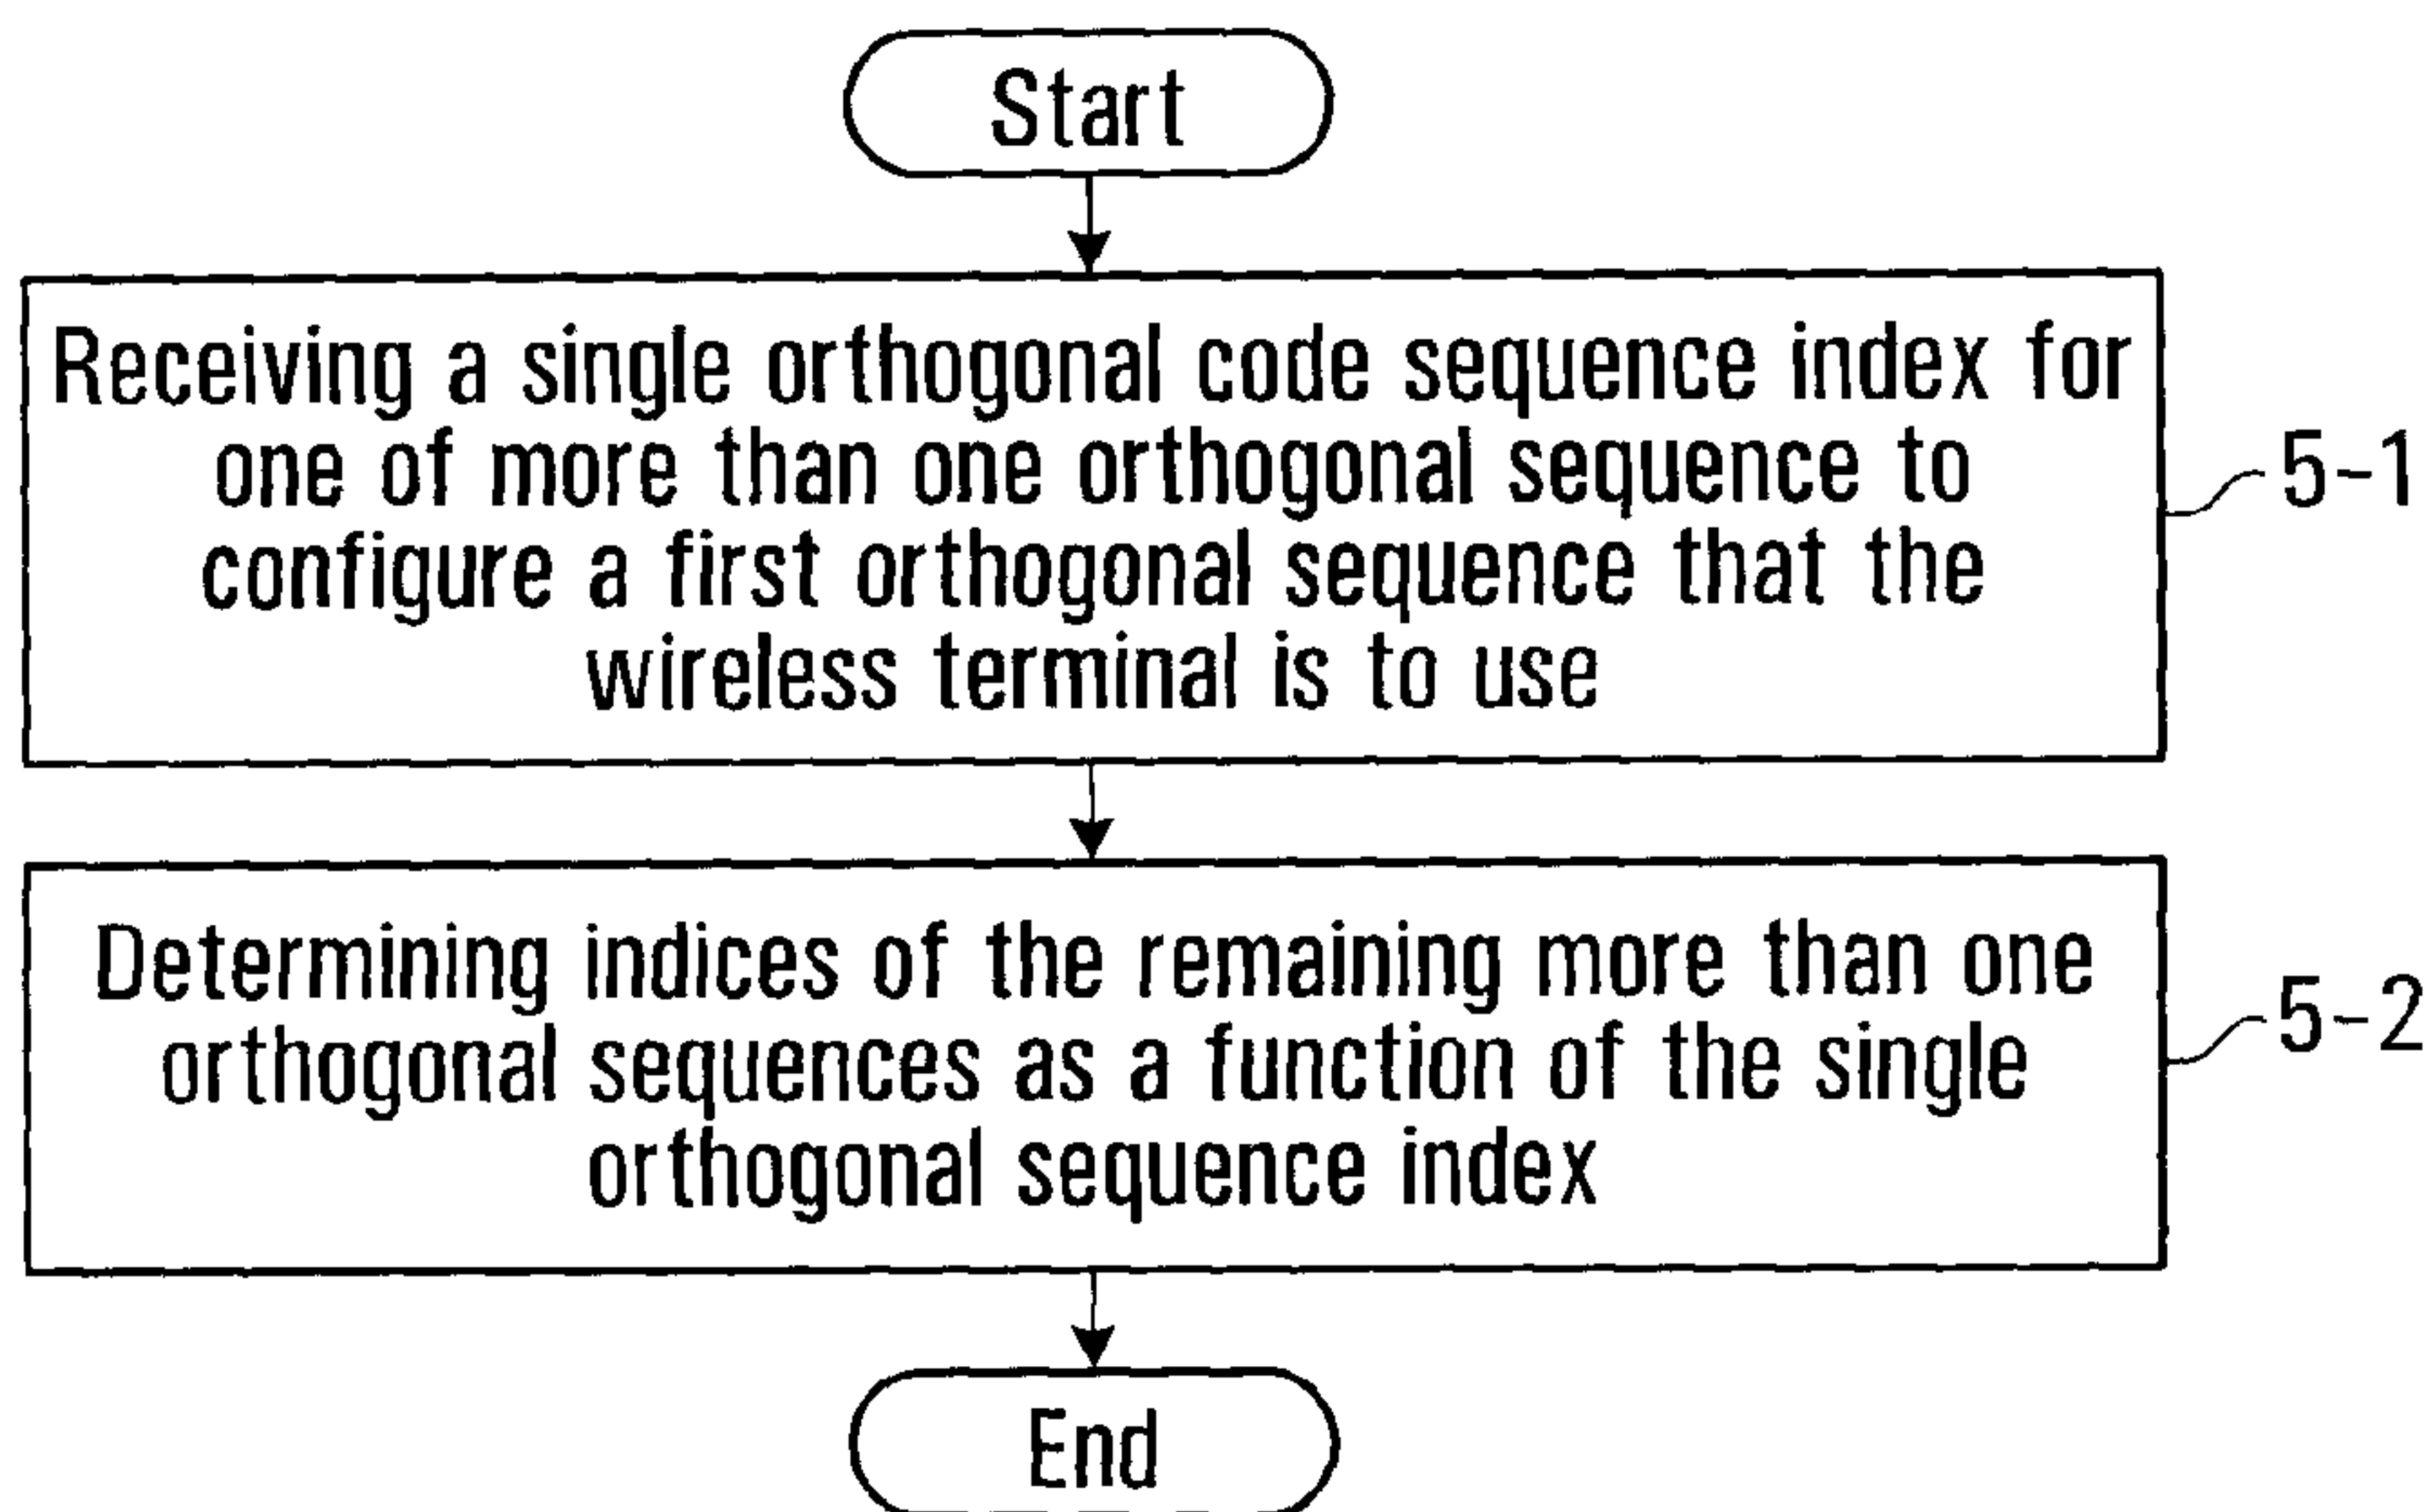 Start
Receiving a single orthogonal code sequence index for
one of more than one orthogonal sequence to
configure a first orthogonal sequence that the
wireless terminal is to use
5-1
Determining indices of the remaining more than one
orthogonal sequences as a function of the single
orthogonal sequence index
5-2
End